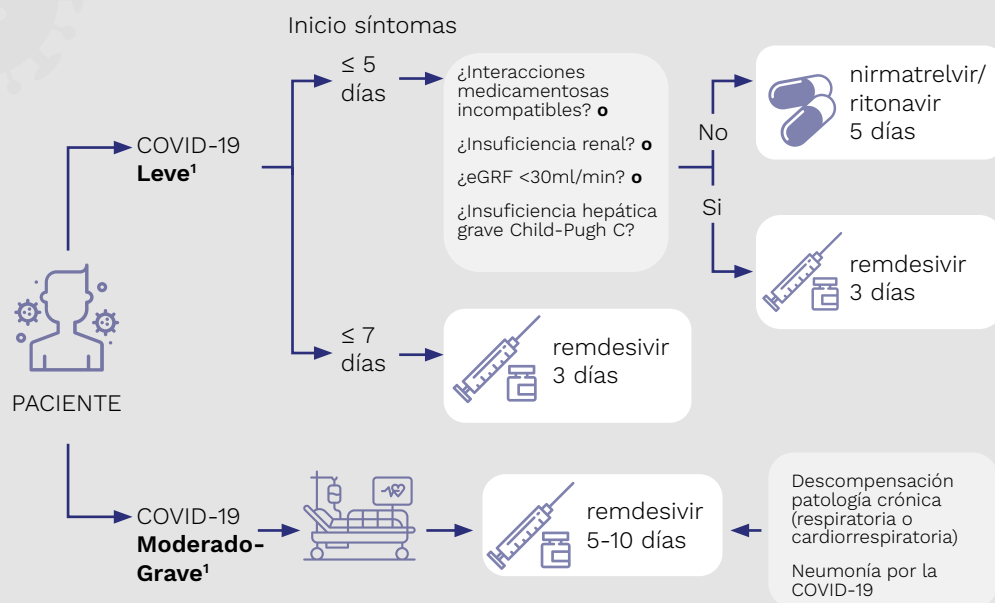 Inicio síntomas
≤ 5
días
¿Interacciones
medicamentosas
incompatibles? o
¿Insuficiencia renal? o
¿eGRF <30ml/min? o
¿Insuficiencia hepática
grave Child-Pugh C?
No
nirmatrelvir/
ritonavir
5 días
Si
remdesivir
3 días
COVID-19
Leve¹
≤ 7
días
remdesivir
3 días
PACIENTE
COVID-19
Moderado-
Grave¹
remdesivir
5-10 días
Descompensación
patología crónica
(respiratoria o
cardiorrespiratoria)
Neumonía por la
COVID-19